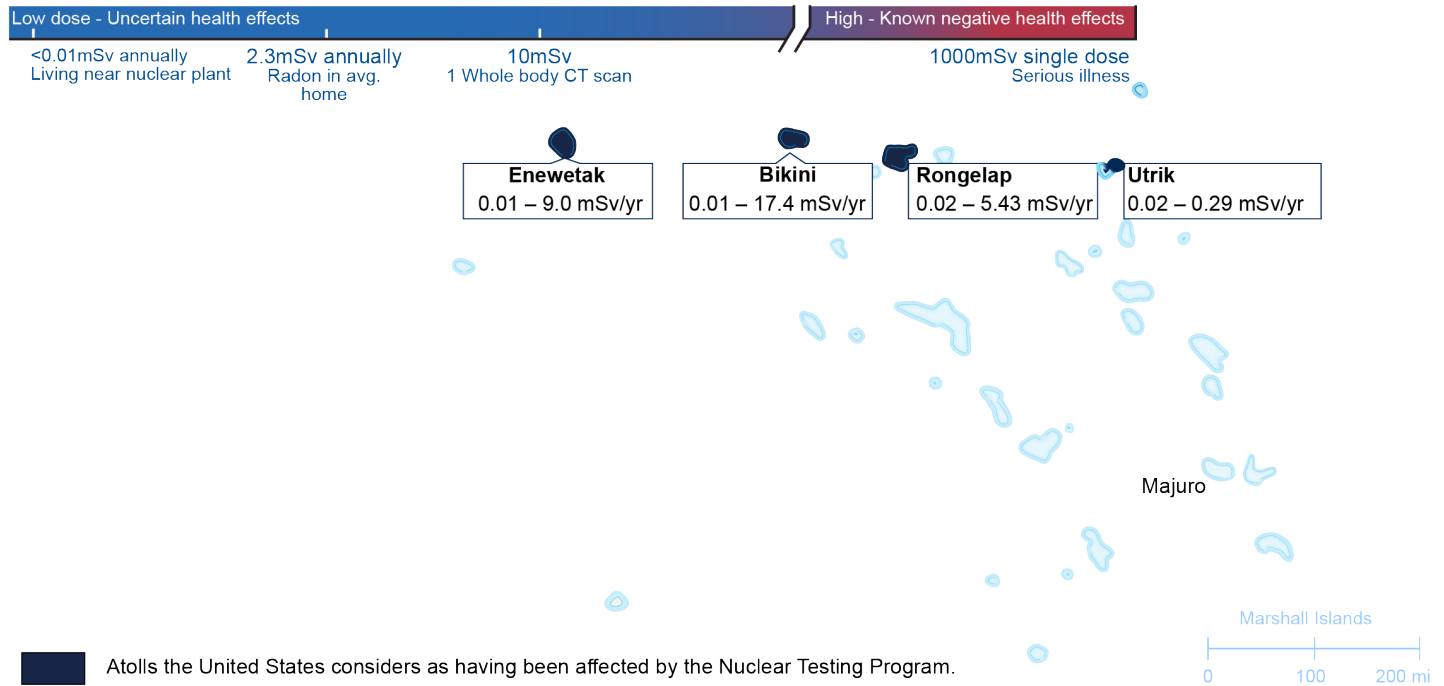 Low dose - Uncertain health effects
High - Known negative health effects
<0.01mSv annually
Living near nuclear plant
2.3mSv annually
Radon in avg.
home
10mSv
1 Whole body CT scan
1000mSv single dose
Serious illness
Enewetak
0.01 – 9.0 mSv/yr
Bikini
0.01 – 17.4 mSv/yr
Rongelap
0.02 – 5.43 mSv/yr
Utrik
0.02 – 0.29 mSv/yr
Majuro
Marshall Islands
0 100 200 mi
Atolls the United States considers as having been affected by the Nuclear Testing Program.